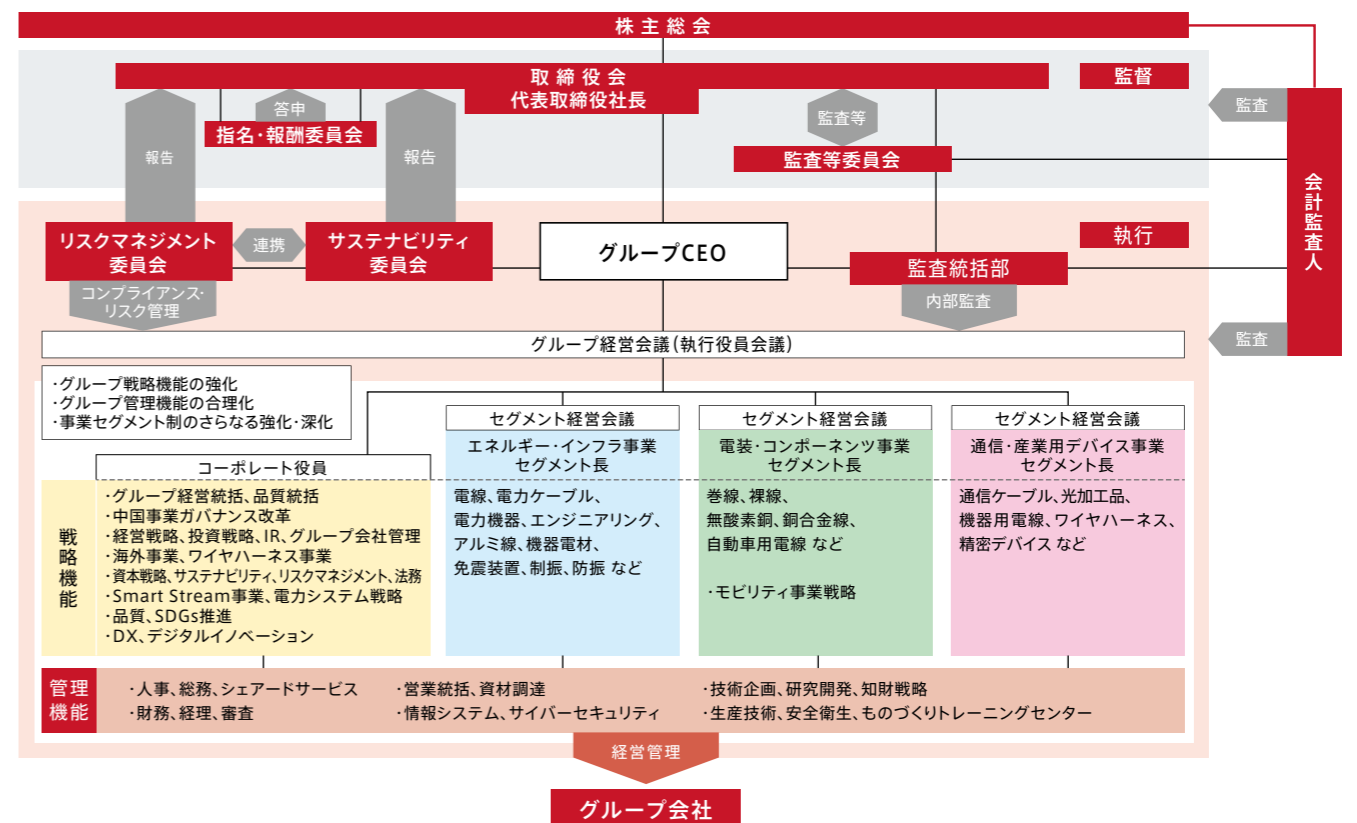 株主総会
取締役会
代表取締役社長
監督
答申
指名・報酬委員会
報告
報告
監査等
監査等委員会
監査
会計監査人
リスクマネジメント
委員会
連携
サステナビリティ
委員会
グループCEO
執行
監査統括部
コンプライアンス・
リスク管理
内部監査
グループ経営会議(執行役員会議)
監査
・グループ戦略機能の強化
・グループ管理機能の合理化
・事業セグメント制のさらなる強化・深化
コーポレート役員
セグメント経営会議
エネルギー・インフラ事業
セグメント長
セグメント経営会議
電装・コンポーネンツ事業
セグメント長
セグメント経営会議
通信・産業用デバイス事業
セグメント長
戦略機能
・グループ経営統括、品質統括
・中国事業ガバナンス改革
・経営戦略、投資戦略、IR、グループ会社管理
・海外事業、ワイヤハーネス事業
・資本戦略、サステナビリティ、リスクマネジメント、法務
・Smart Stream事業、電力システム戦略
・品質、SDGs推進
・DX、デジタルイノベーション
電線、電力ケーブル、
電力機器、エンジニアリング、
アルミ線、機器電材、
免震装置、制振、防振 など
巻線、裸線、
無酸素銅、銅合金線、
自動車用電線 など
・モビリティ事業戦略
通信ケーブル、光加工品、
機器用電線、ワイヤハーネス、
精密デバイス など
管理
機能
・人事、総務、シェアードサービス
・財務、経理、審査
・営業統括、資材調達
・情報システム、サイバーセキュリティ
・技術企画、研究開発、知財戦略
・生産技術、安全衛生、ものづくりトレーニングセンター
経営管理
グループ会社